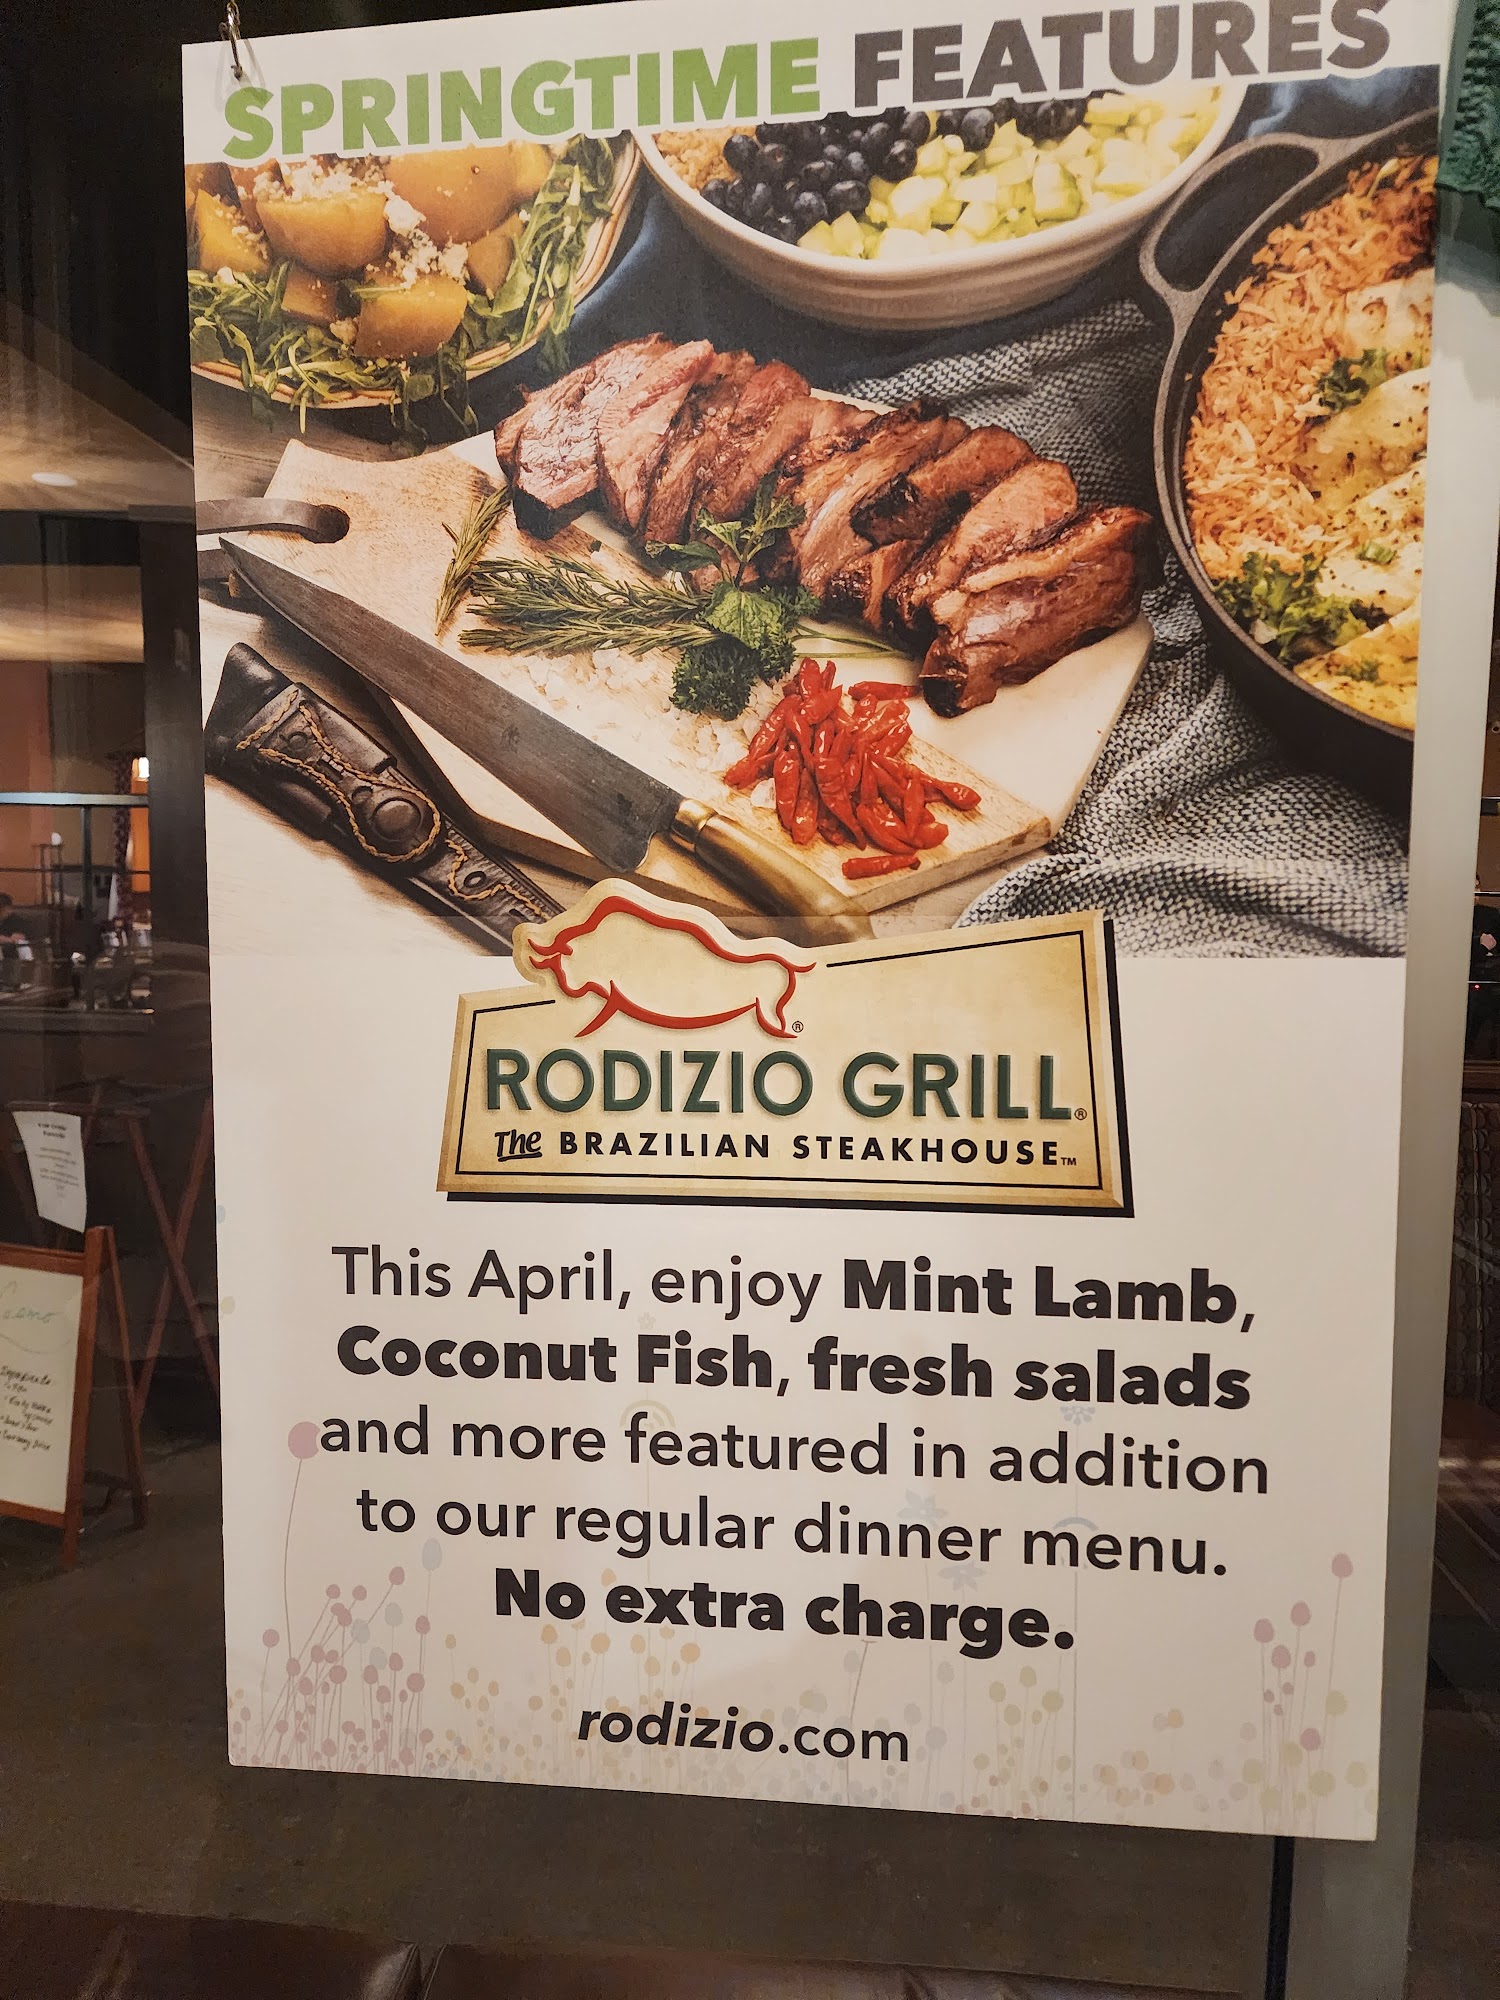 SPRINGTIME FEATURES
RODIZIO GRILL®
The BRAZILIAN STEAKHOUSE™
This April, enjoy Mint Lamb,
Coconut Fish, fresh salads
and more featured in addition
to our regular dinner menu.
No extra charge.
rodizio.com